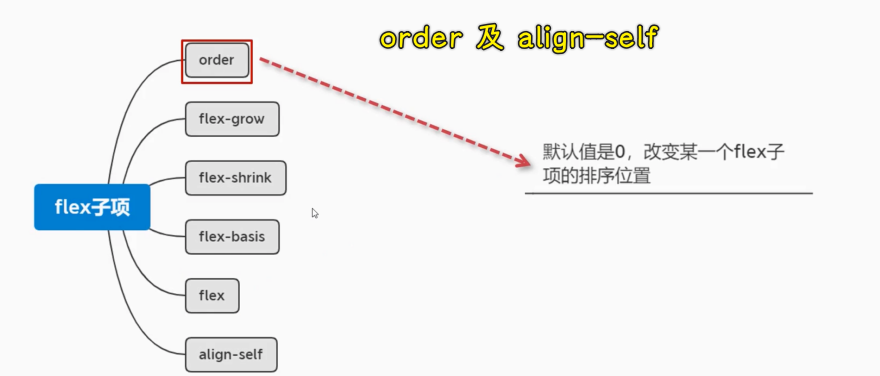 order 及 align-self
order
flex-grow
flex-shrink
flex子项
flex-basis
flex
align-self
默认值是0，改变某一个flex子
项的排序位置